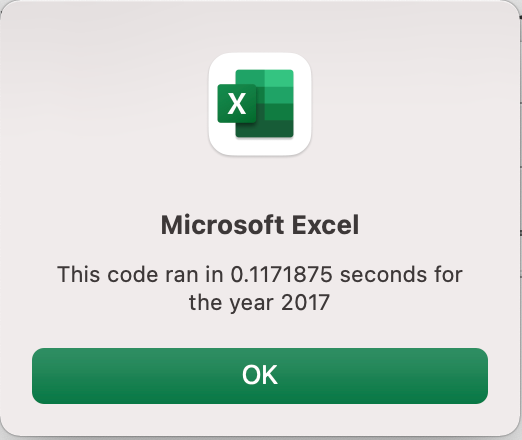 X
Microsoft Excel
This code ran in 0.1171875 seconds for
the year 2017
OK